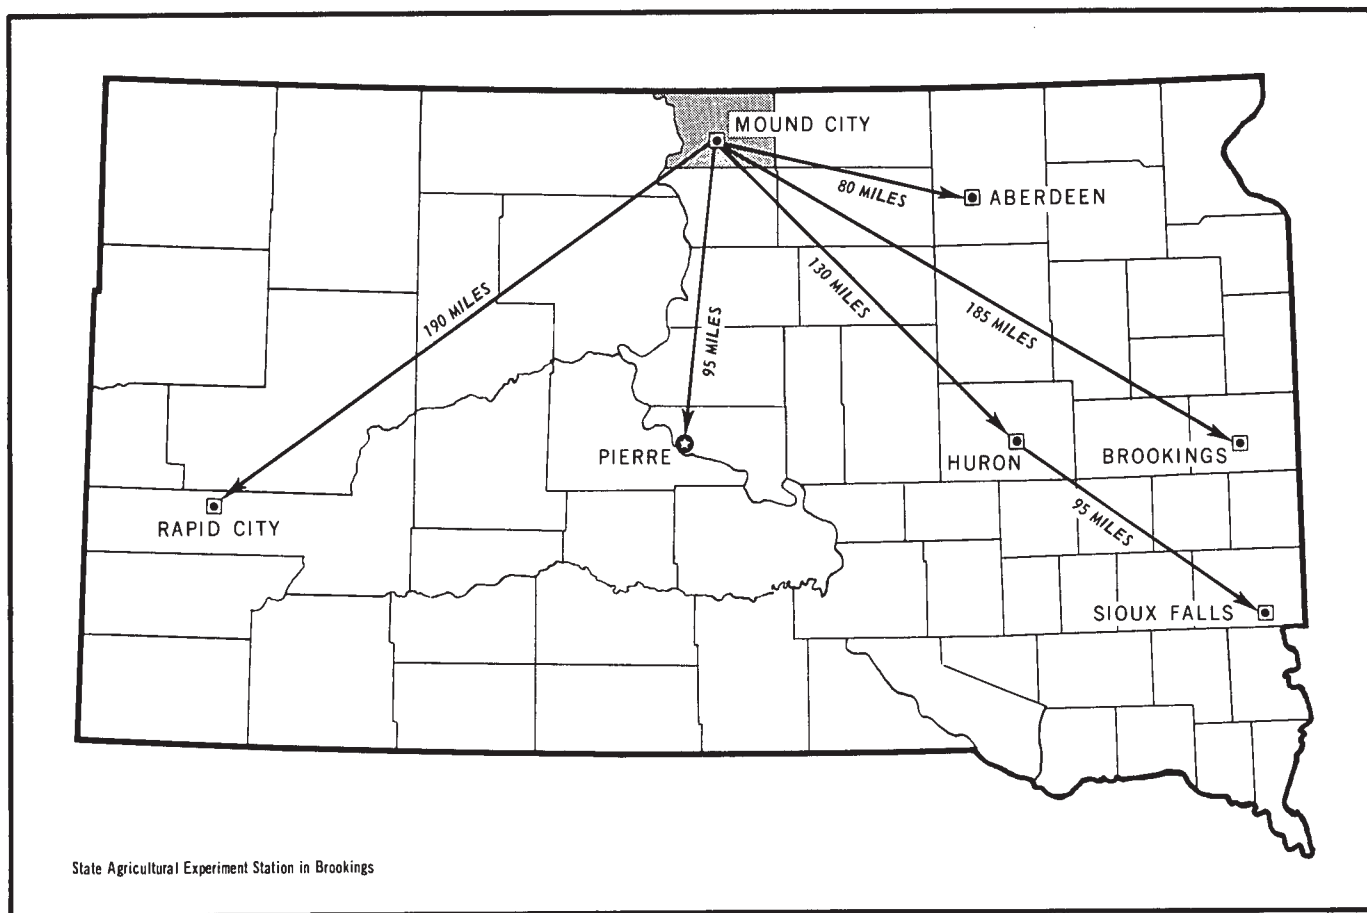 MOUND CITY
80 MILES
ABERDEEN
130 MILES
185 MILES
190 MILES
95 MILES
PIERRE
HURON
BROOKINGS
RAPID CITY
95 MILES
SIOUX FALLS
State Agricultural Experiment Station in Brookings